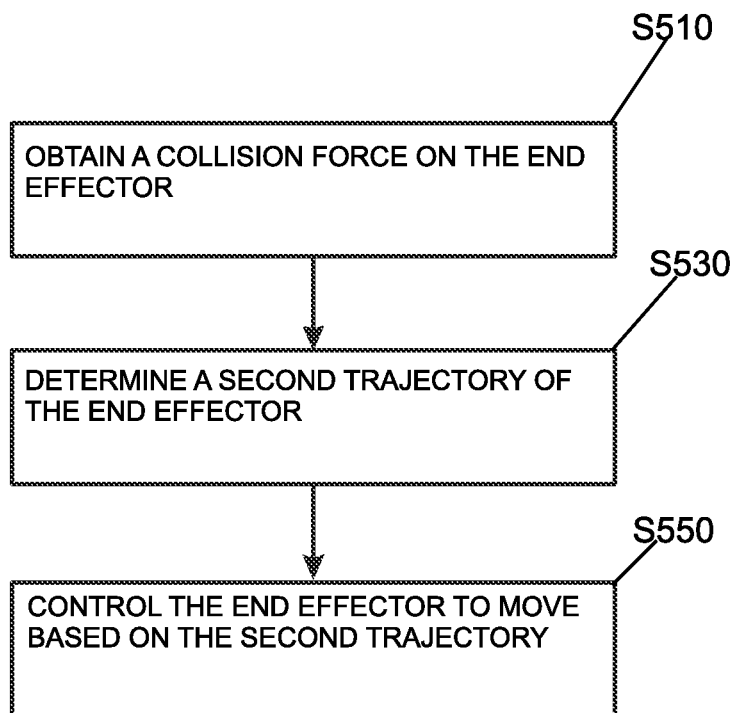 S510
OBTAIN A COLLISION FORCE ON THE END
EFFECTOR
S530
DETERMINE A SECOND TRAJECTORY OF
THE END EFFECTOR
S550
CONTROL THE END EFFECTOR TO MOVE
BASED ON THE SECOND TRAJECTORY